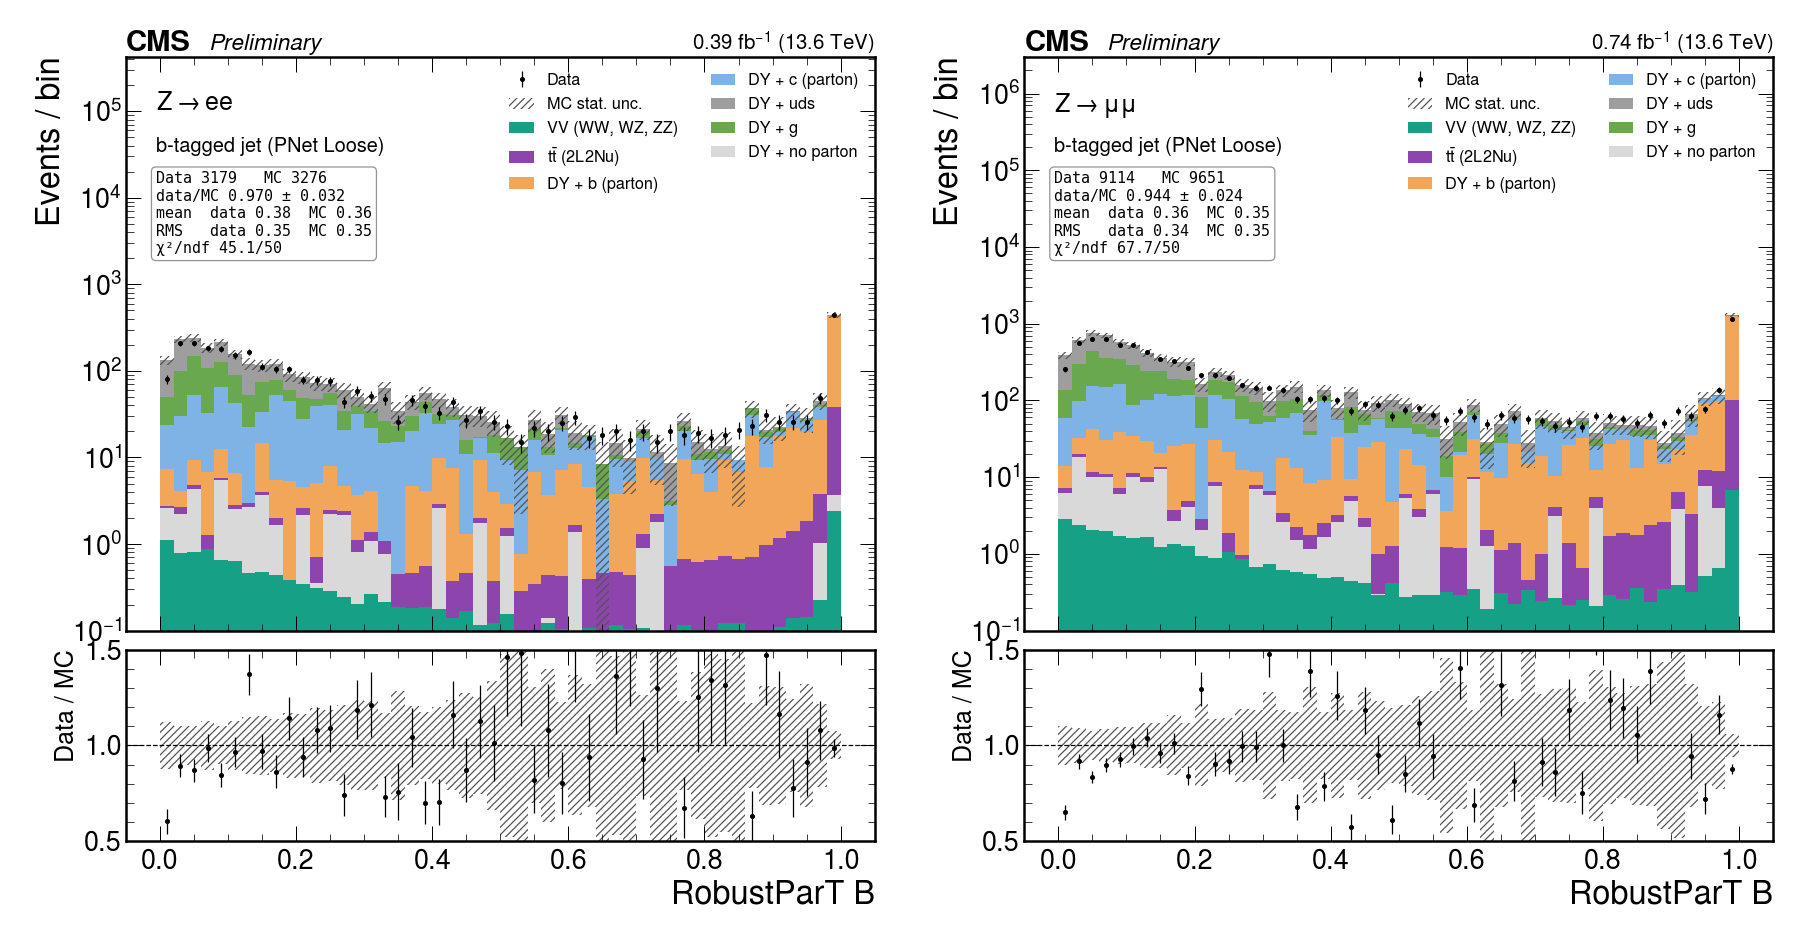 CMS Preliminary 0.39 fb⁻¹ (13.6 TeV)
Events / bin
Z → ee
b-tagged jet (PNet Loose)
Data 3179 MC 3276
data/MC 0.970 ± 0.032
mean data 0.38 MC 0.36
RMS data 0.35 MC 0.35
χ²/ndf 45.1/50
Data
MC stat. unc.
VV (WW, WZ, ZZ)
tt̄ (2L2Nu)
DY + b (parton)
DY + c (parton)
DY + uds
DY + g
DY + no parton
10⁵
10⁴
10³
10²
10¹
10⁰
10⁻¹
Data / MC
1.5
1.0
0.5
0.0 0.2 0.4 0.6 0.8 1.0
RobustParT B
CMS Preliminary 0.74 fb⁻¹ (13.6 TeV)
Events / bin
Z → μμ
b-tagged jet (PNet Loose)
Data 9114 MC 9651
data/MC 0.944 ± 0.024
mean data 0.36 MC 0.35
RMS data 0.34 MC 0.35
χ²/ndf 67.7/50
Data
MC stat. unc.
VV (WW, WZ, ZZ)
tt̄ (2L2Nu)
DY + b (parton)
DY + c (parton)
DY + uds
DY + g
DY + no parton
10⁶
10⁵
10⁴
10³
10²
10¹
10⁰
10⁻¹
Data / MC
1.5
1.0
0.5
0.0 0.2 0.4 0.6 0.8 1.0
RobustParT B